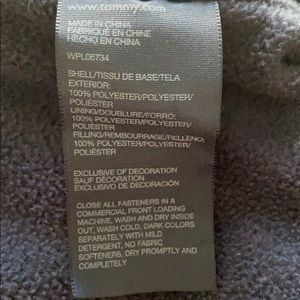 www.tommy.com
MADE IN CHINA
FABRIQUÉ EN CHINE
HECHO EN CHINA
WPL06734
SHELL/TISSU DE BASE/TELA
EXTERIOR:
100% POLYESTER/POLYESTER/
POLIÉSTER
LINING/DOUBLURE/FORRO:
100% POLYESTER/POLYESTER/
POLIÉSTER
FILLING/REMBOURRAGE/RELLENO:
100% POLYESTER/POLYESTER/
POLIÉSTER
EXCLUSIVE OF DECORATION
SAUF DÉCORATION
EXCLUSIVO DE DECORACIÓN
CLOSE ALL FASTENERS IN A
COMMERCIAL FRONT LOADING
MACHINE, WASH AND DRY INSIDE
OUT, WASH COLD, DARK COLORS
SEPARATELY WITH MILD
DETERGENT, NO FABRIC
SOFTENERS, DRY PROMPTLY AND
COMPLETELY